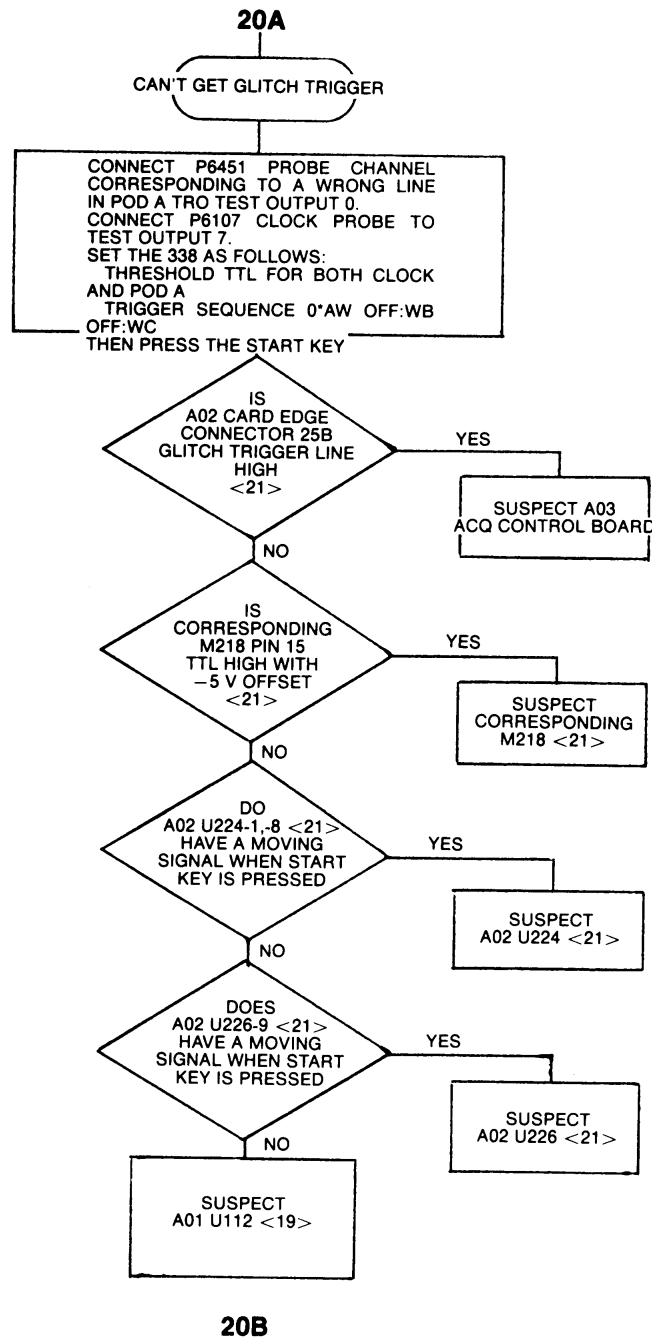 20A
CAN'T GET GLITCH TRIGGER
CONNECT P6451 PROBE CHANNEL
CORRESPONDING TO A WRONG LINE
IN POD A TRO TEST OUTPUT 0.
CONNECT P6107 CLOCK PROBE TO
TEST OUTPUT 7.
SET THE 338 AS FOLLOWS:
THRESHOLD TTL FOR BOTH CLOCK
AND POD A
TRIGGER SEQUENCE 0*AW OFF:WB
OFF:WC
THEN PRESS THE START KEY
IS
A02 CARD EDGE
CONNECTOR 25B
GLITCH TRIGGER LINE
HIGH
<21>
YES
SUSPECT A03
ACQ CONTROL BOARD
NO
IS
CORRESPONDING
M218 PIN 15
TTL HIGH WITH
−5 V OFFSET
<21>
YES
SUSPECT
CORRESPONDING
M218 <21>
NO
DO
A02 U224-1,-8 <21>
HAVE A MOVING
SIGNAL WHEN START
KEY IS PRESSED
YES
SUSPECT
A02 U224 <21>
NO
DOES
A02 U226-9 <21>
HAVE A MOVING
SIGNAL WHEN START
KEY IS PRESSED
YES
SUSPECT
A02 U226 <21>
NO
SUSPECT
A01 U112 <19>
20B